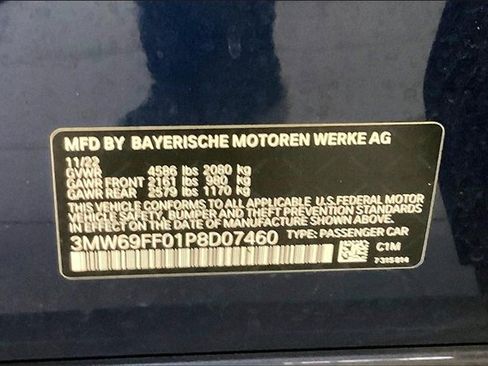 MFD BY BAYERISCHE MOTOREN WERKE AG
11/22
GVWR 4586 lbs 2080 kg
GAWR FRONT 2161 lbs 980 kg
GAWR REAR 2579 lbs 1170 kg
THIS VEHICLE CONFORMS TO ALL APPLICABLE U.S. FEDERAL MOTOR
VEHICLE SAFETY, BUMPER, AND THEFT PREVENTION STANDARDS
IN EFFECT ON THE DATE OF MANUFACTURE SHOWN ABOVE.
3MW69FF01P8D07460 TYPE: PASSENGER CAR
C1M
7315814